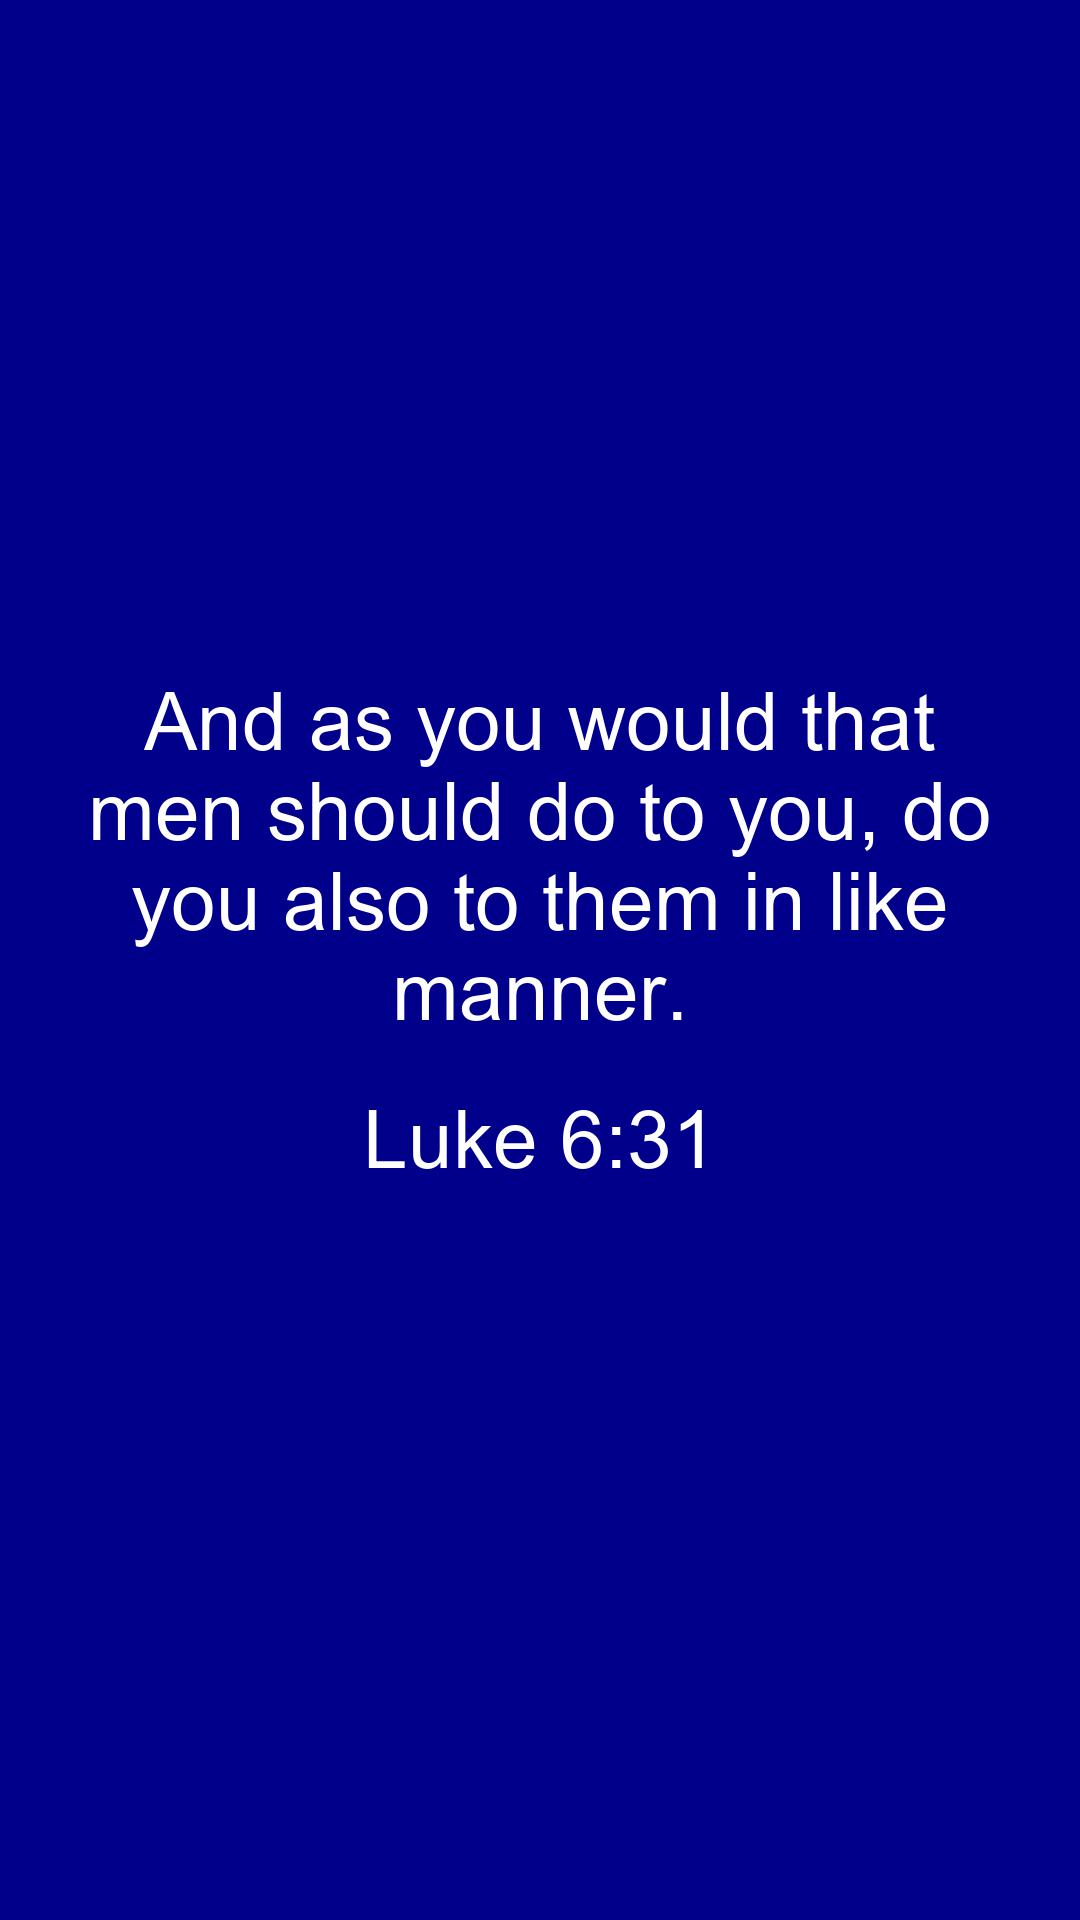 And as you would that
men should do to you, do
you also to them in like
manner.
Luke 6:31